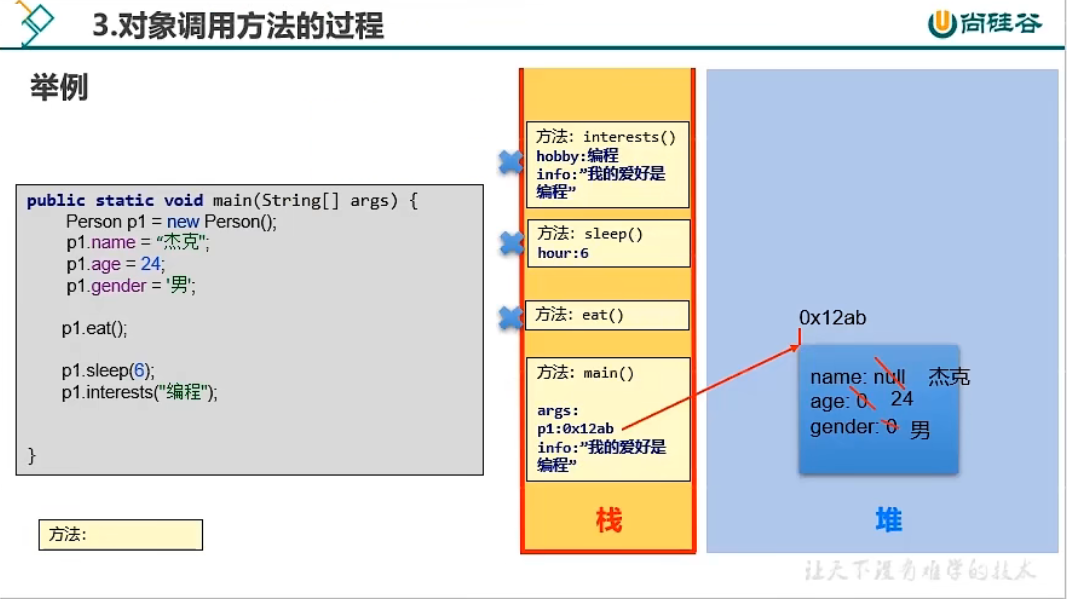 3.对象调用方法的过程
尚硅谷
举例
public static void main(String[] args) {
Person p1 = new Person();
p1.name = “杰克";
p1.age = 24;
p1.gender = '男';
p1.eat();
p1.sleep(6);
p1.interests("编程");
}
方法：
方法：interests()
hobby:编程
info:”我的爱好是
编程”
方法：sleep()
hour:6
方法：eat()
方法：main()
args:
p1:0x12ab
info:”我的爱好是
编程”
栈
0x12ab
name: null 杰克
age: 0 24
gender: 0 男
堆
让天下没有难学的技术